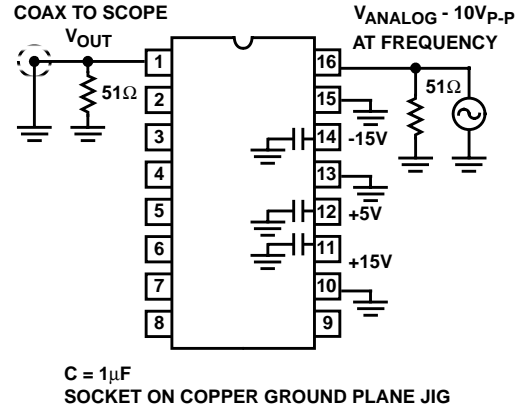 COAX TO SCOPE
VOUT
51Ω
VANALOG - 10VP-P
AT FREQUENCY
51Ω
1
2
3
4
5
6
7
8
16
15
14
13
12
11
10
9
-15V
+5V
+15V
C = 1μF
SOCKET ON COPPER GROUND PLANE JIG